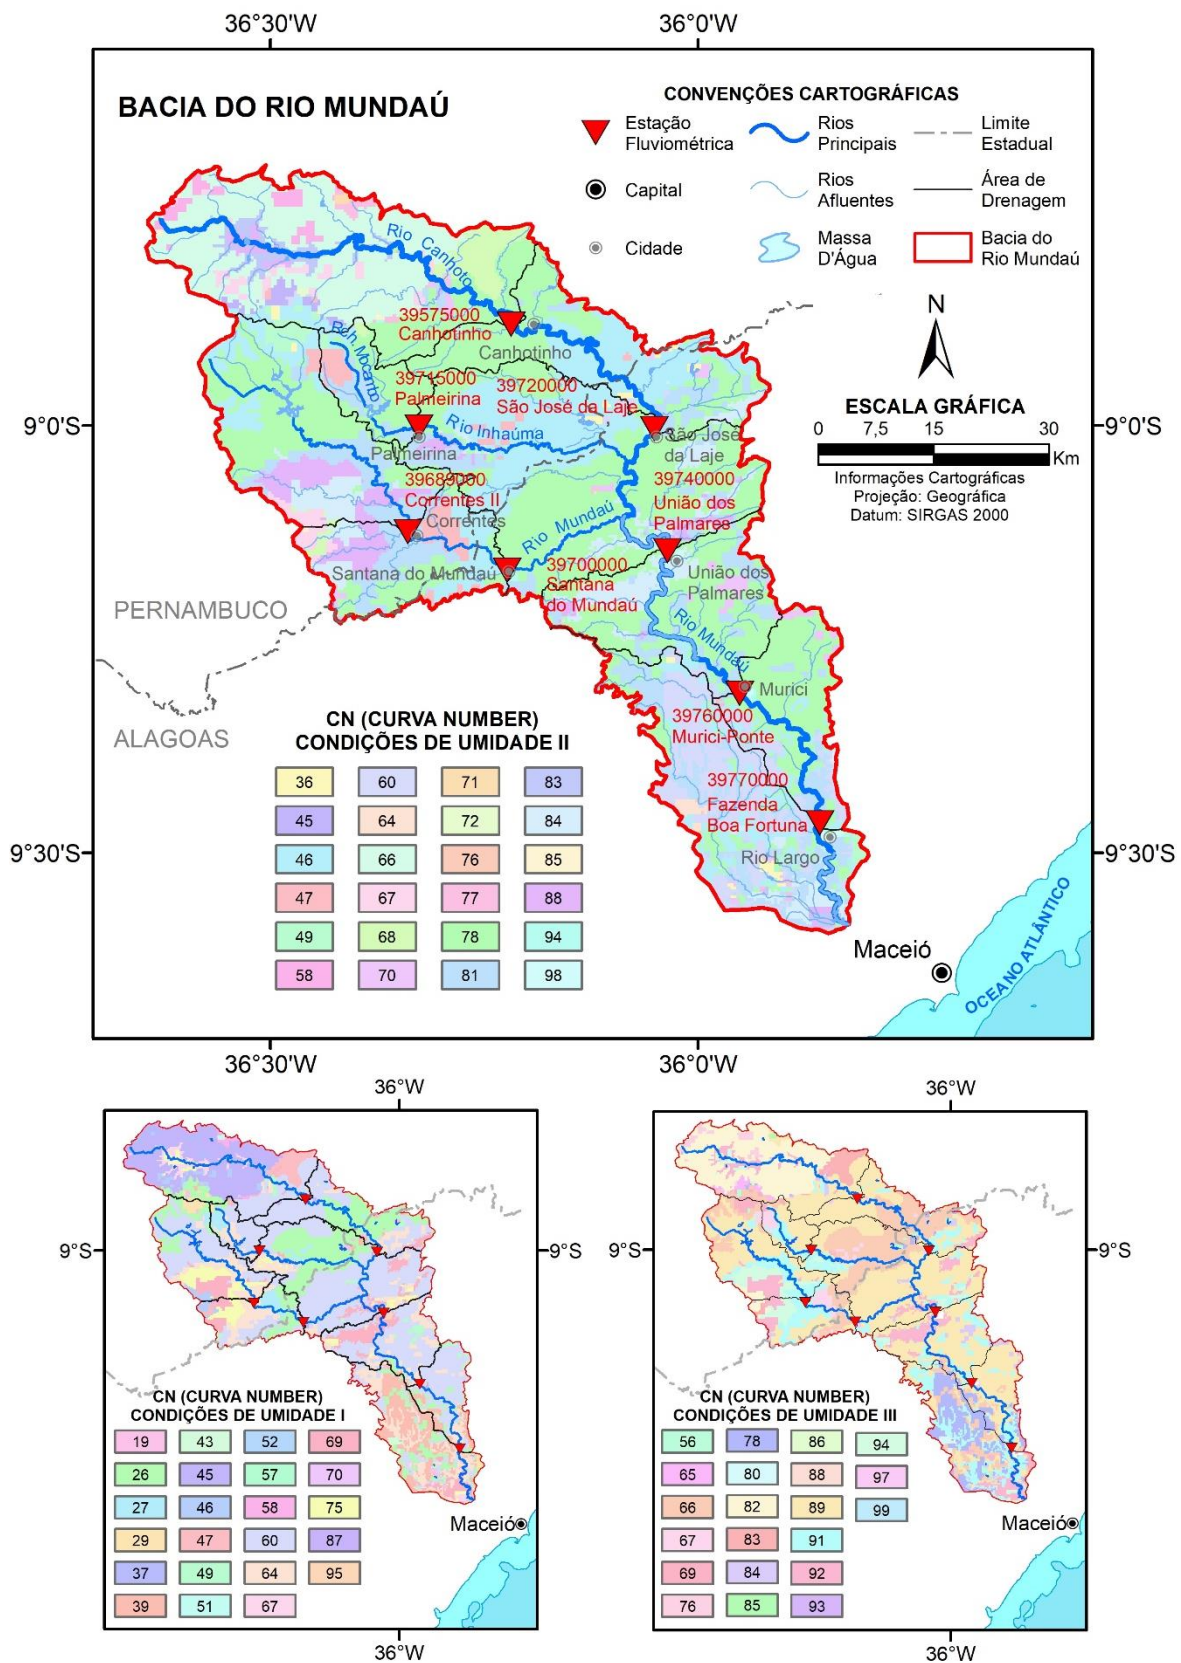 36°30'W
36°0'W
BACIA DO RIO MUNDAÚ
CONVENÇÕES CARTOGRÁFICAS
Estação
Fluviométrica
Rios
Principais
Limite
Estadual
Capital
Rios
Afluentes
Área de
Drenagem
Cidade
Massa
D'Água
Bacia do
Rio Mundaú
N
ESCALA GRÁFICA
0 7,5 15 30
Km
Informações Cartográficas
Projeção: Geográfica
Datum: SIRGAS 2000
9°0'S
9°0'S
Rio Canhoto
39575000
Canhotinho
Canhotinho
Rch. Mocambo
39715000
Palmeirina
39720000
São José da Laje
Rio Inhaúma
São José
da Laje
Palmeirina
39689000
Correntes II
Correntes
39740000
União dos
Palmares
Rio Mundaú
Santana do Mundaú
39700000
Santana
do Mundaú
União dos
Palmares
PERNAMBUCO
ALAGOAS
Rio Mundaú
Murici
39760000
Murici-Ponte
39770000
Fazenda
Boa Fortuna
Rio Largo
9°30'S
9°30'S
Maceió
OCEANO ATLÂNTICO
CN (CURVA NUMBER)
CONDIÇÕES DE UMIDADE II
36 60 71 83
45 64 72 84
46 66 76 85
47 67 77 88
49 68 78 94
58 70 81 98
36°30'W
36°0'W
36°W
9°S
9°S
CN (CURVA NUMBER)
CONDIÇÕES DE UMIDADE I
19 43 52 69
26 45 57 70
27 46 58 75
29 47 60 87
37 49 64 95
39 51 67
Maceió
36°W
36°W
9°S
9°S
CN (CURVA NUMBER)
CONDIÇÕES DE UMIDADE III
56 78 86 94
65 80 88 97
66 82 89 99
67 83 91
69 84 92
76 85 93
Maceió
36°W